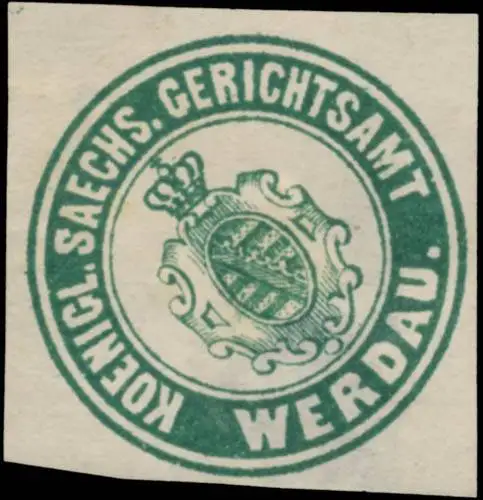 KOENIGL. SAECHS. GERICHTSAMT
WERDAU.